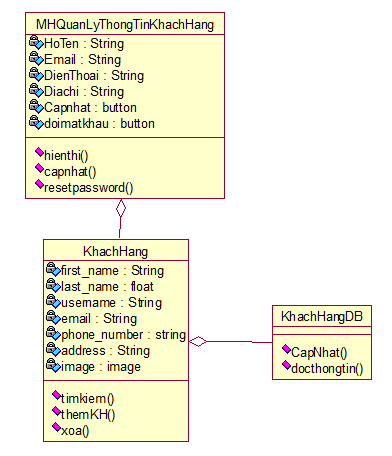 MHQuanLyThongTinKhachHang
HoTen : String
Email : String
DienThoai : String
Diachi : String
Capnhat : button
doimatkhau : button
hienthi()
capnhat()
resetpassword()
KhachHang
first_name : String
last_name : float
username : String
email : String
phone_number : string
address : String
image : image
timkiem()
themKH()
xoa()
KhachHangDB
CapNhat()
docthongtin()